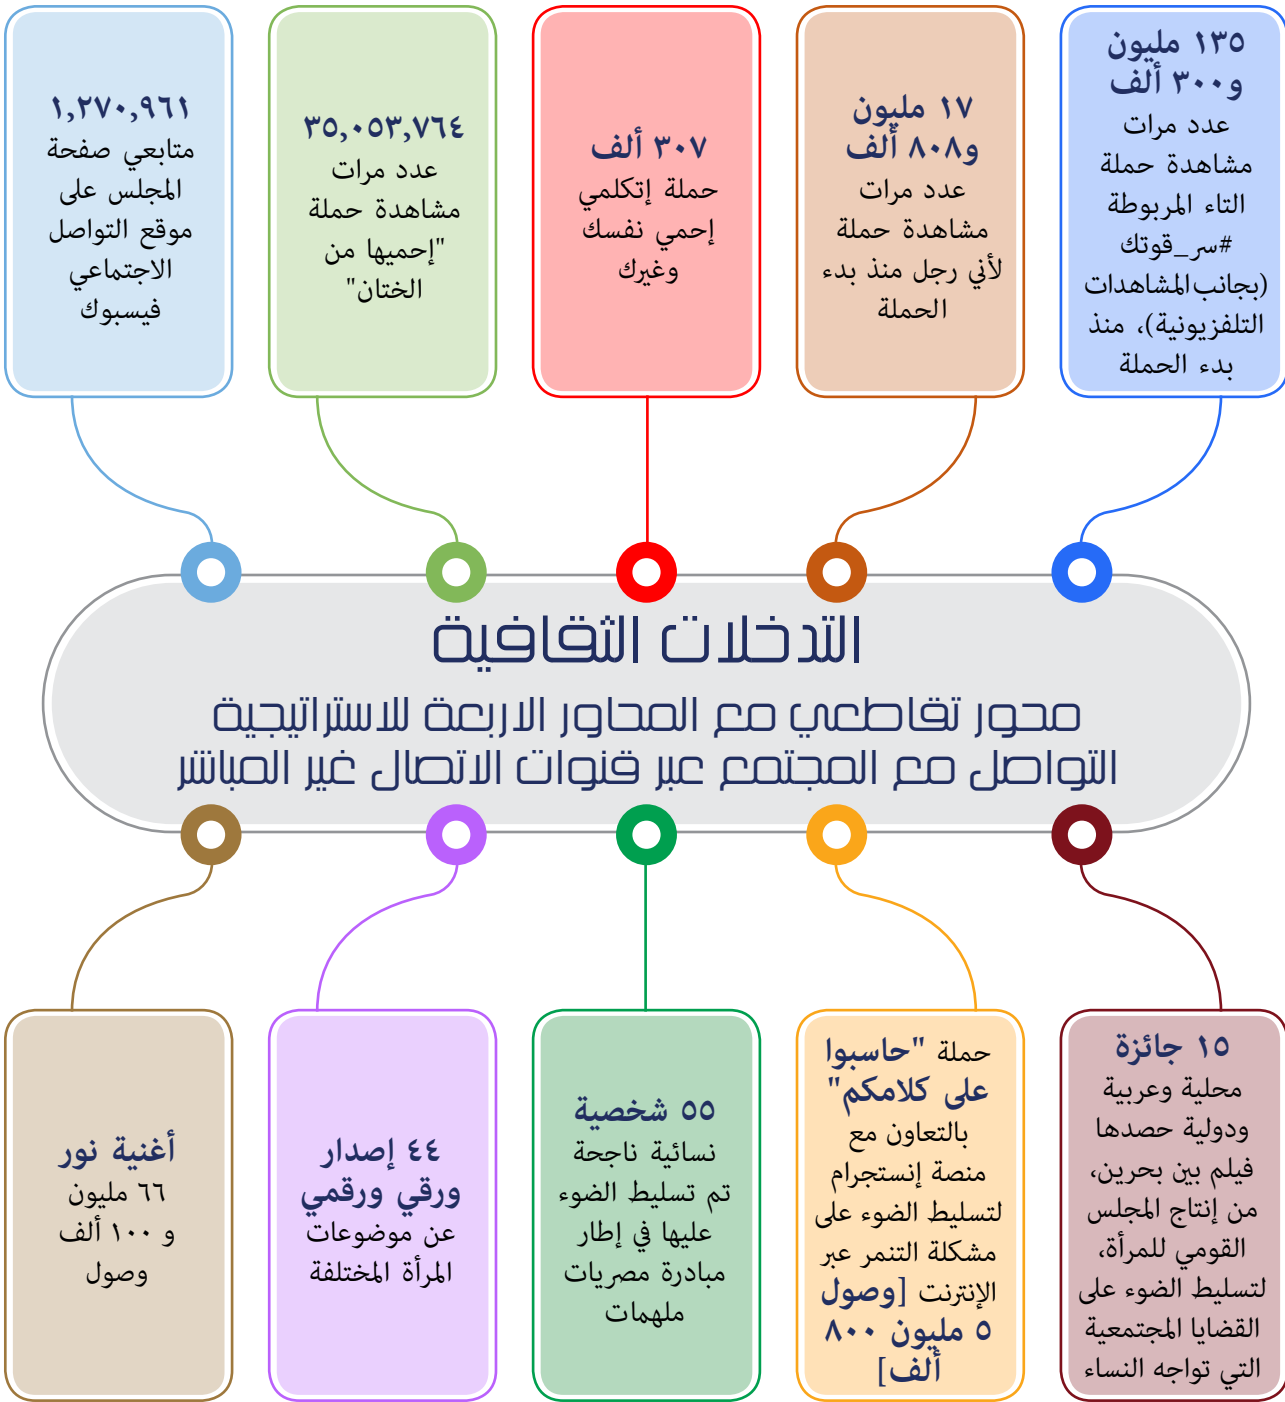 ١٣٥ مليون
و٣٠٠ ألف
عدد مرات
مشاهدة حملة
التاء المربوطة
#سر_قوتك
(بجانب المشاهدات
التلفزيونية)، منذ
بدء الحملة
١٧ مليون
و٨٠٨ ألف
عدد مرات
مشاهدة حملة
لأني رجل منذ بدء
الحملة
٣٠٧ ألف
حملة إتكلمي
إحمي نفسك
وغيرك
٣٥,٠٥٣,٧٦٤
عدد مرات
مشاهدة حملة
"إحميها من
الختان"
١,٢٧٠,٩٦١
متابعي صفحة
المجلس على
موقع التواصل
الاجتماعي
فيسبوك
التدخلات الثقافية
محور تقاطعي مع المحاور الاربعة للاستراتيجية
التواصل مع المجتمع عبر قنوات الاتصال غير المباشر
١٥ جائزة
محلية وعربية
ودولية حصدها
فيلم بين بحرين،
من إنتاج المجلس
القومي للمرأة،
لتسليط الضوء على
القضايا المجتمعية
التي تواجه النساء
حملة "حاسبوا
على كلامكم"
بالتعاون مع
منصة إنستجرام
لتسليط الضوء على
مشكلة التنمر عبر
الإنترنت [وصول
٥ مليون ٨٠٠
ألف]
٥٥ شخصية
نسائية ناجحة
تم تسليط الضوء
عليها في إطار
مبادرة مصريات
ملهمات
٤٤ إصدار
ورقي ورقمي
عن موضوعات
المرأة المختلفة
أغنية نور
٦٦ مليون
و ١٠٠ ألف
وصول